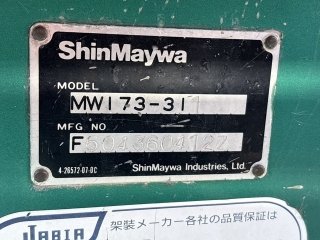 ShinMaywa
MODEL
MW173-31
MFG NO
F5043604127
4-26572-07-DC
ShinMaywa Industries, Ltd.
JABIA
架装メーカー各社の品質保証は